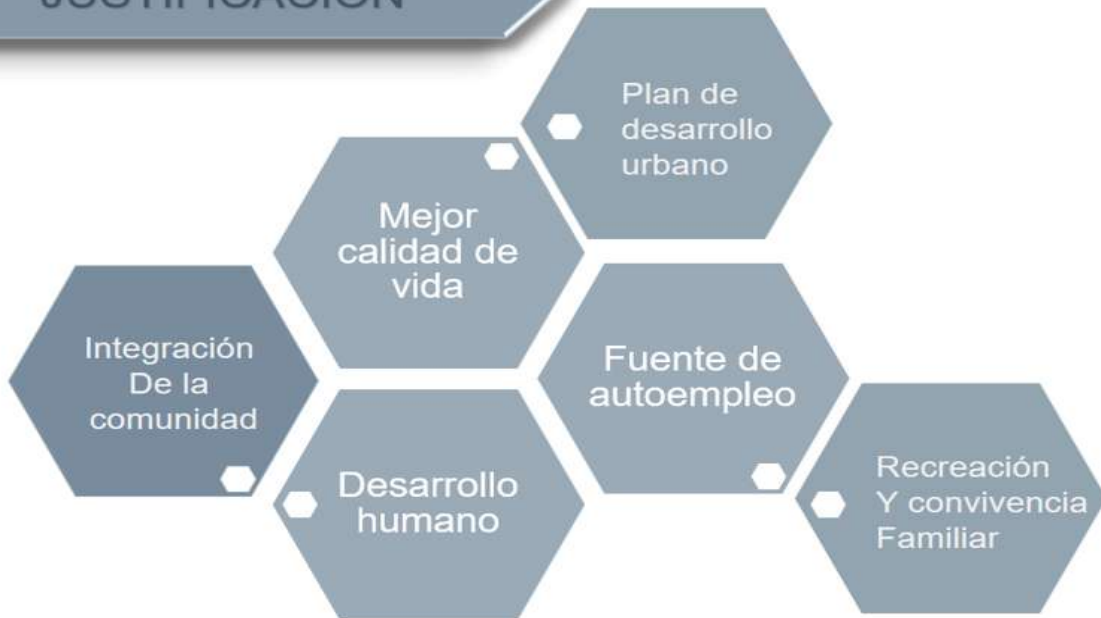 JUSTIFICACIÓN
Plan de
desarrollo
urbano
Mejor
calidad de
vida
Integración
De la
comunidad
Fuente de
autoempleo
Desarrollo
humano
Recreación
Y convivencia
Familiar